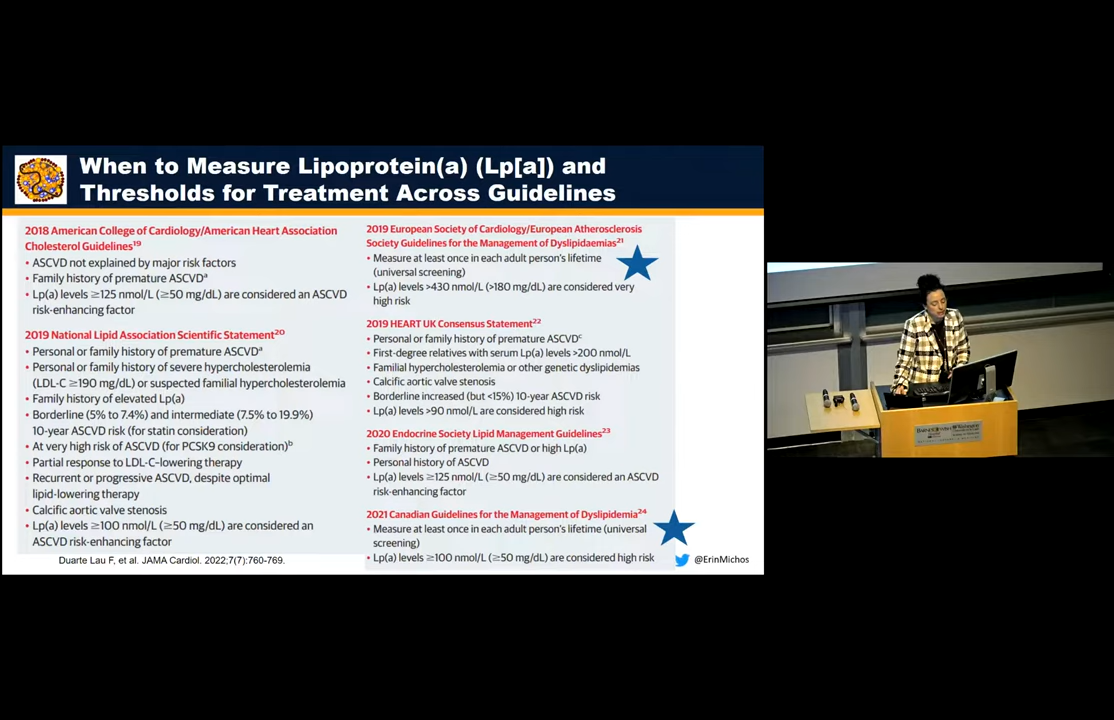 When to Measure Lipoprotein(a) (Lp[a]) and
Thresholds for Treatment Across Guidelines
2018 American College of Cardiology/American Heart Association
Cholesterol Guidelines¹⁹
• ASCVD not explained by major risk factors
• Family history of premature ASCVDᵃ
• Lp(a) levels ≥125 nmol/L (≥50 mg/dL) are considered an ASCVD
risk-enhancing factor
2019 National Lipid Association Scientific Statement²⁰
• Personal or family history of premature ASCVDᵃ
• Personal or family history of severe hypercholesterolemia
(LDL-C ≥190 mg/dL) or suspected familial hypercholesterolemia
• Family history of elevated Lp(a)
• Borderline (5% to 7.4%) and intermediate (7.5% to 19.9%)
10-year ASCVD risk (for statin consideration)
• At very high risk of ASCVD (for PCSK9 consideration)ᵇ
• Partial response to LDL-C–lowering therapy
• Recurrent or progressive ASCVD, despite optimal
lipid-lowering therapy
• Calcific aortic valve stenosis
• Lp(a) levels ≥100 nmol/L (≥50 mg/dL) are considered an
ASCVD risk-enhancing factor
2019 European Society of Cardiology/European Atherosclerosis
Society Guidelines for the Management of Dyslipidaemias²¹
• Measure at least once in each adult person's lifetime
(universal screening)
• Lp(a) levels >430 nmol/L (>180 mg/dL) are considered very
high risk
2019 HEART UK Consensus Statement²²
• Personal or family history of premature ASCVDᶜ
• First-degree relatives with serum Lp(a) levels >200 nmol/L
• Familial hypercholesterolemia or other genetic dyslipidemias
• Calcific aortic valve stenosis
• Borderline increased (but <15%) 10-year ASCVD risk
• Lp(a) levels >90 nmol/L are considered high risk
2020 Endocrine Society Lipid Management Guidelines²³
• Family history of premature ASCVD or high Lp(a)
• Personal history of ASCVD
• Lp(a) levels ≥125 nmol/L (≥50 mg/dL) are considered an ASCVD
risk-enhancing factor
2021 Canadian Guidelines for the Management of Dyslipidemia²⁴
• Measure at least once in each adult person's lifetime (universal
screening)
• Lp(a) levels ≥100 nmol/L (≥50 mg/dL) are considered high risk
Duarte Lau F, et al. JAMA Cardiol. 2022;7(7):760-769.
@ErinMichos